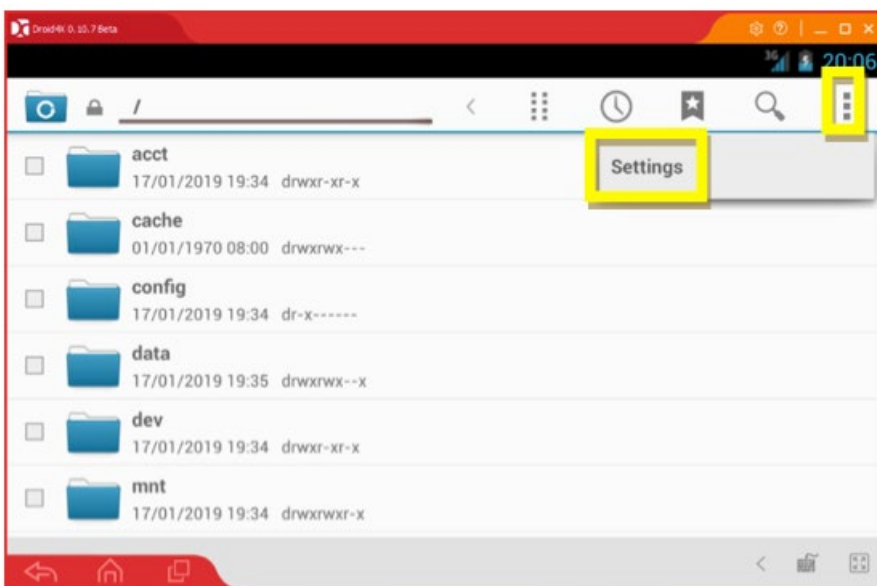 Droid4X 0.10.7 Beta
3G 20:06
/
Settings
acct
17/01/2019 19:34 drwxr-xr-x
cache
01/01/1970 08:00 drwxrwx---
config
17/01/2019 19:34 dr-x------
data
17/01/2019 19:35 drwxrwx--x
dev
17/01/2019 19:34 drwxr-xr-x
mnt
17/01/2019 19:34 drwxrwxr-x